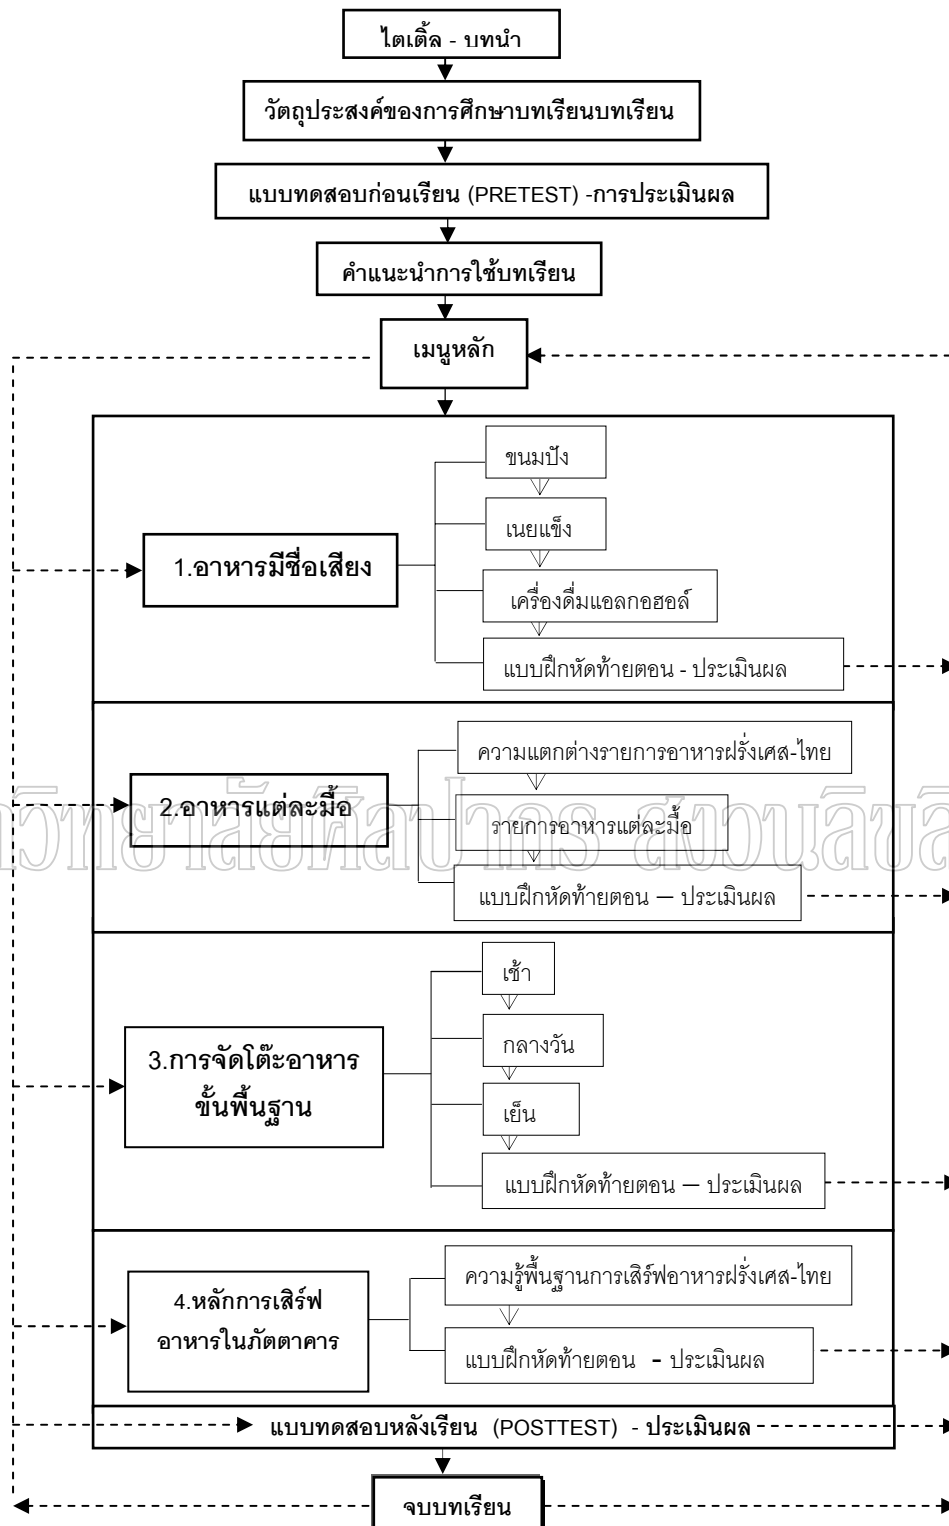 ไตเติ้ล - บทนำ
วัตถุประสงค์ของการศึกษาบทเรียนบทเรียน
แบบทดสอบก่อนเรียน (PRETEST) -การประเมินผล
คำแนะนำการใช้บทเรียน
เมนูหลัก
ขนมปัง
เนยแข็ง
1.อาหารมีชื่อเสียง
เครื่องดื่มแอลกอฮอล์
แบบฝึกหัดท้ายตอน - ประเมินผล
ความแตกต่างรายการอาหารฝรั่งเศส-ไทย
2.อาหารแต่ละมื้อ
รายการอาหารแต่ละมื้อ
แบบฝึกหัดท้ายตอน – ประเมินผล
เช้า
กลางวัน
3.การจัดโต๊ะอาหาร
ขั้นพื้นฐาน
เย็น
แบบฝึกหัดท้ายตอน – ประเมินผล
ความรู้พื้นฐานการเสิร์ฟอาหารฝรั่งเศส-ไทย
4.หลักการเสิร์ฟ
อาหารในภัตตาคาร
แบบฝึกหัดท้ายตอน - ประเมินผล
แบบทดสอบหลังเรียน (POSTTEST) - ประเมินผล
จบบทเรียน